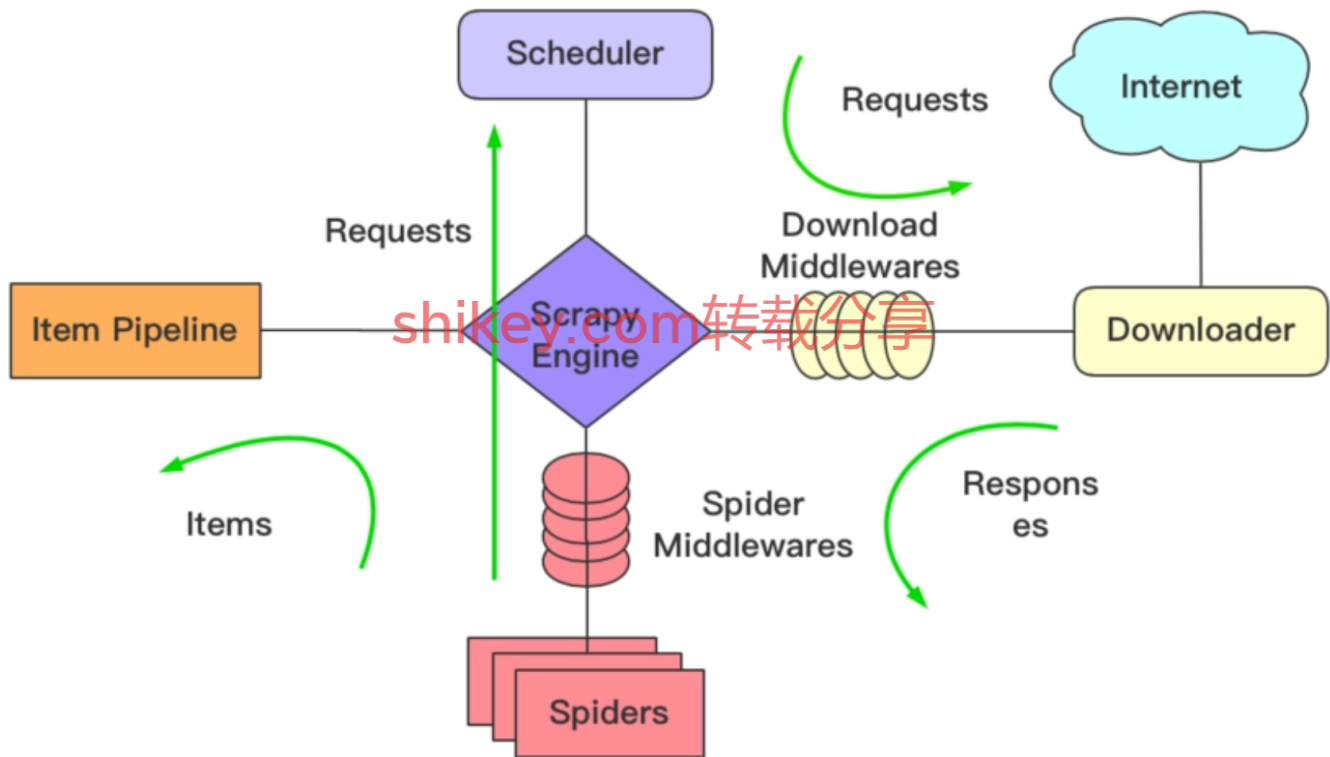 Scheduler
Internet
Requests
Requests
Download
Middlewares
Item Pipeline
Scrapy
Engine
shikey.com转载分享
Downloader
Items
Spider
Middlewares
Respons
es
Spiders